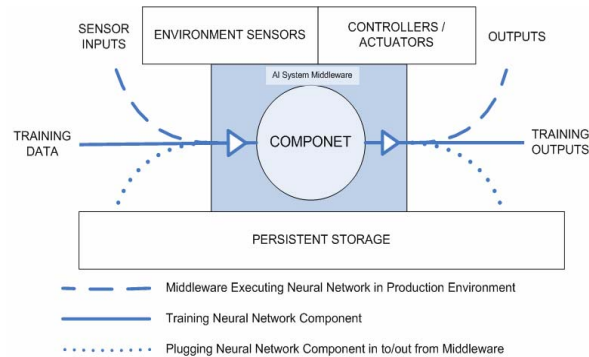 SENSOR
INPUTS
ENVIRONMENT SENSORS
CONTROLLERS /
ACTUATORS
OUTPUTS
AI System Middleware
TRAINING
DATA
COMPONET
TRAINING
OUTPUTS
PERSISTENT STORAGE
Middleware Executing Neural Network in Production Environment
Training Neural Network Component
Plugging Neural Network Component in to/out from Middleware